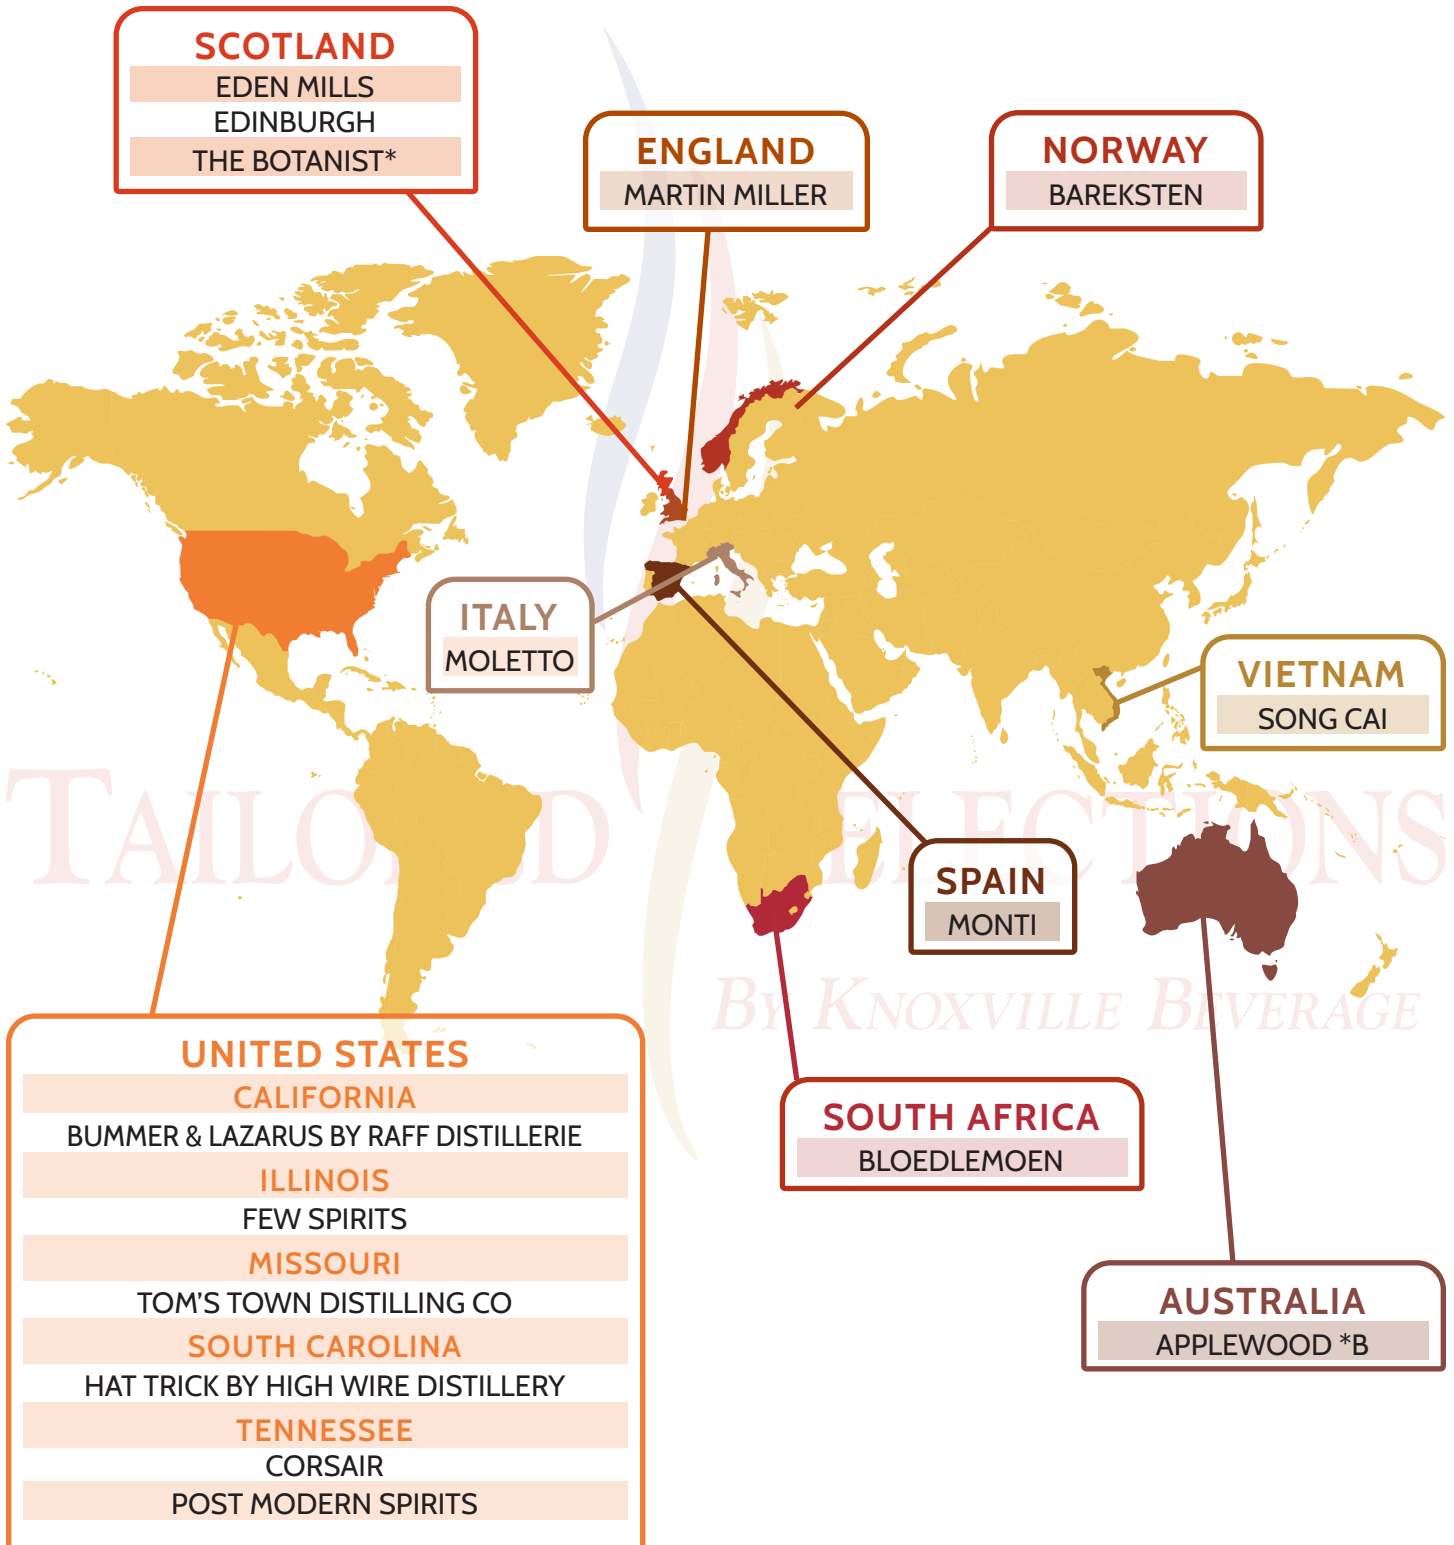 SCOTLAND
EDEN MILLS
EDINBURGH
THE BOTANIST*
ENGLAND
MARTIN MILLER
NORWAY
BAREKSTEN
ITALY
MOLETTO
VIETNAM
SONG CAI
TAILORED SELECTIONS
SPAIN
MONTI
BY KNOXVILLE BEVERAGE
UNITED STATES
CALIFORNIA
BUMMER & LAZARUS BY RAFF DISTILLERIE
ILLINOIS
FEW SPIRITS
MISSOURI
TOM’S TOWN DISTILLING CO
SOUTH CAROLINA
HAT TRICK BY HIGH WIRE DISTILLERY
TENNESSEE
CORSAIR
POST MODERN SPIRITS
SOUTH AFRICA
BLOEDLEMOEN
AUSTRALIA
APPLEWOOD *B